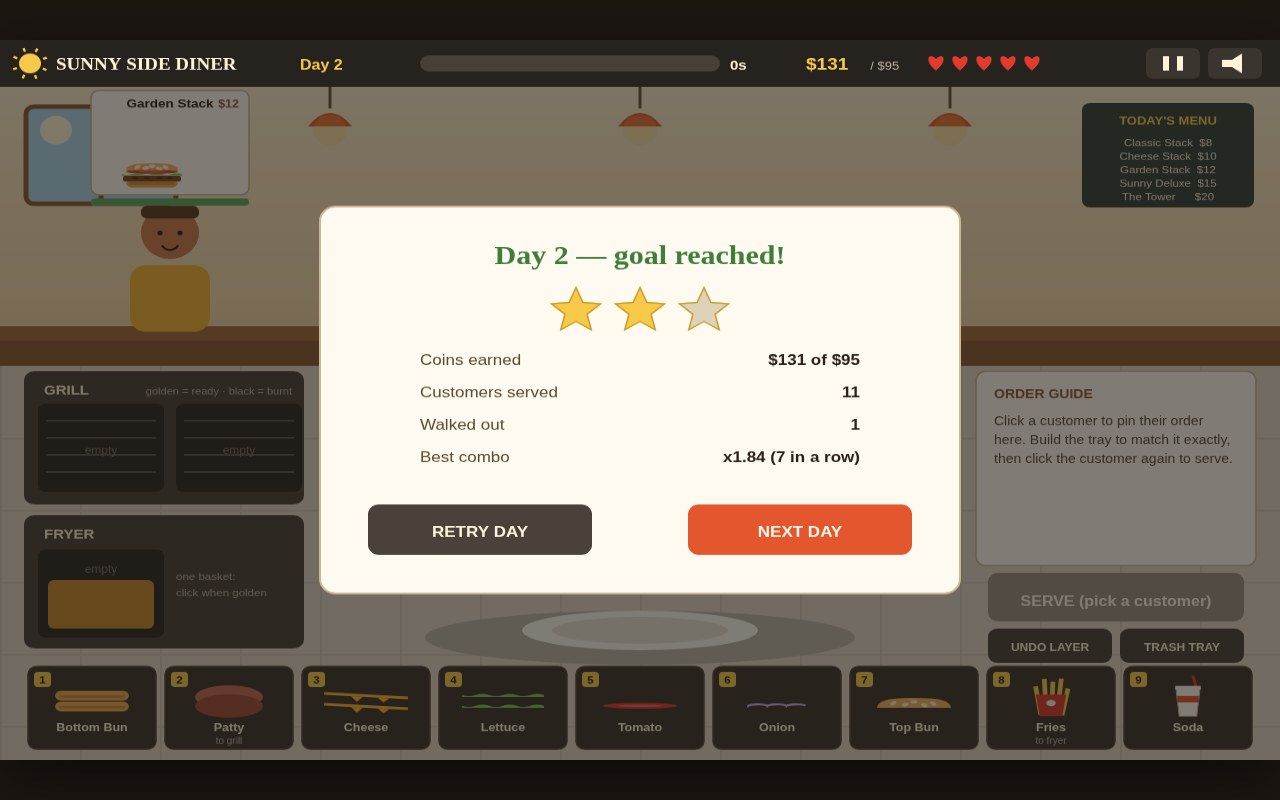 SUNNY SIDE DINER
Day 2
0s
$131 / $95
Garden Stack $12
TODAY'S MENU
Classic Stack $8
Cheese Stack $10
Garden Stack $12
Sunny Deluxe $15
The Tower $20
Day 2 — goal reached!
Coins earned $131 of $95
Customers served 11
Walked out 1
Best combo x1.84 (7 in a row)
RETRY DAY
NEXT DAY
GRILL
golden = ready · black = burnt
empty
empty
FRYER
empty
one basket:
click when golden
ORDER GUIDE
Click a customer to pin their order
here. Build the tray to match it exactly,
then click the customer again to serve.
SERVE (pick a customer)
UNDO LAYER
TRASH TRAY
1
Bottom Bun
2
Patty
to grill
3
Cheese
4
Lettuce
5
Tomato
6
Onion
7
Top Bun
8
Fries
to fryer
9
Soda